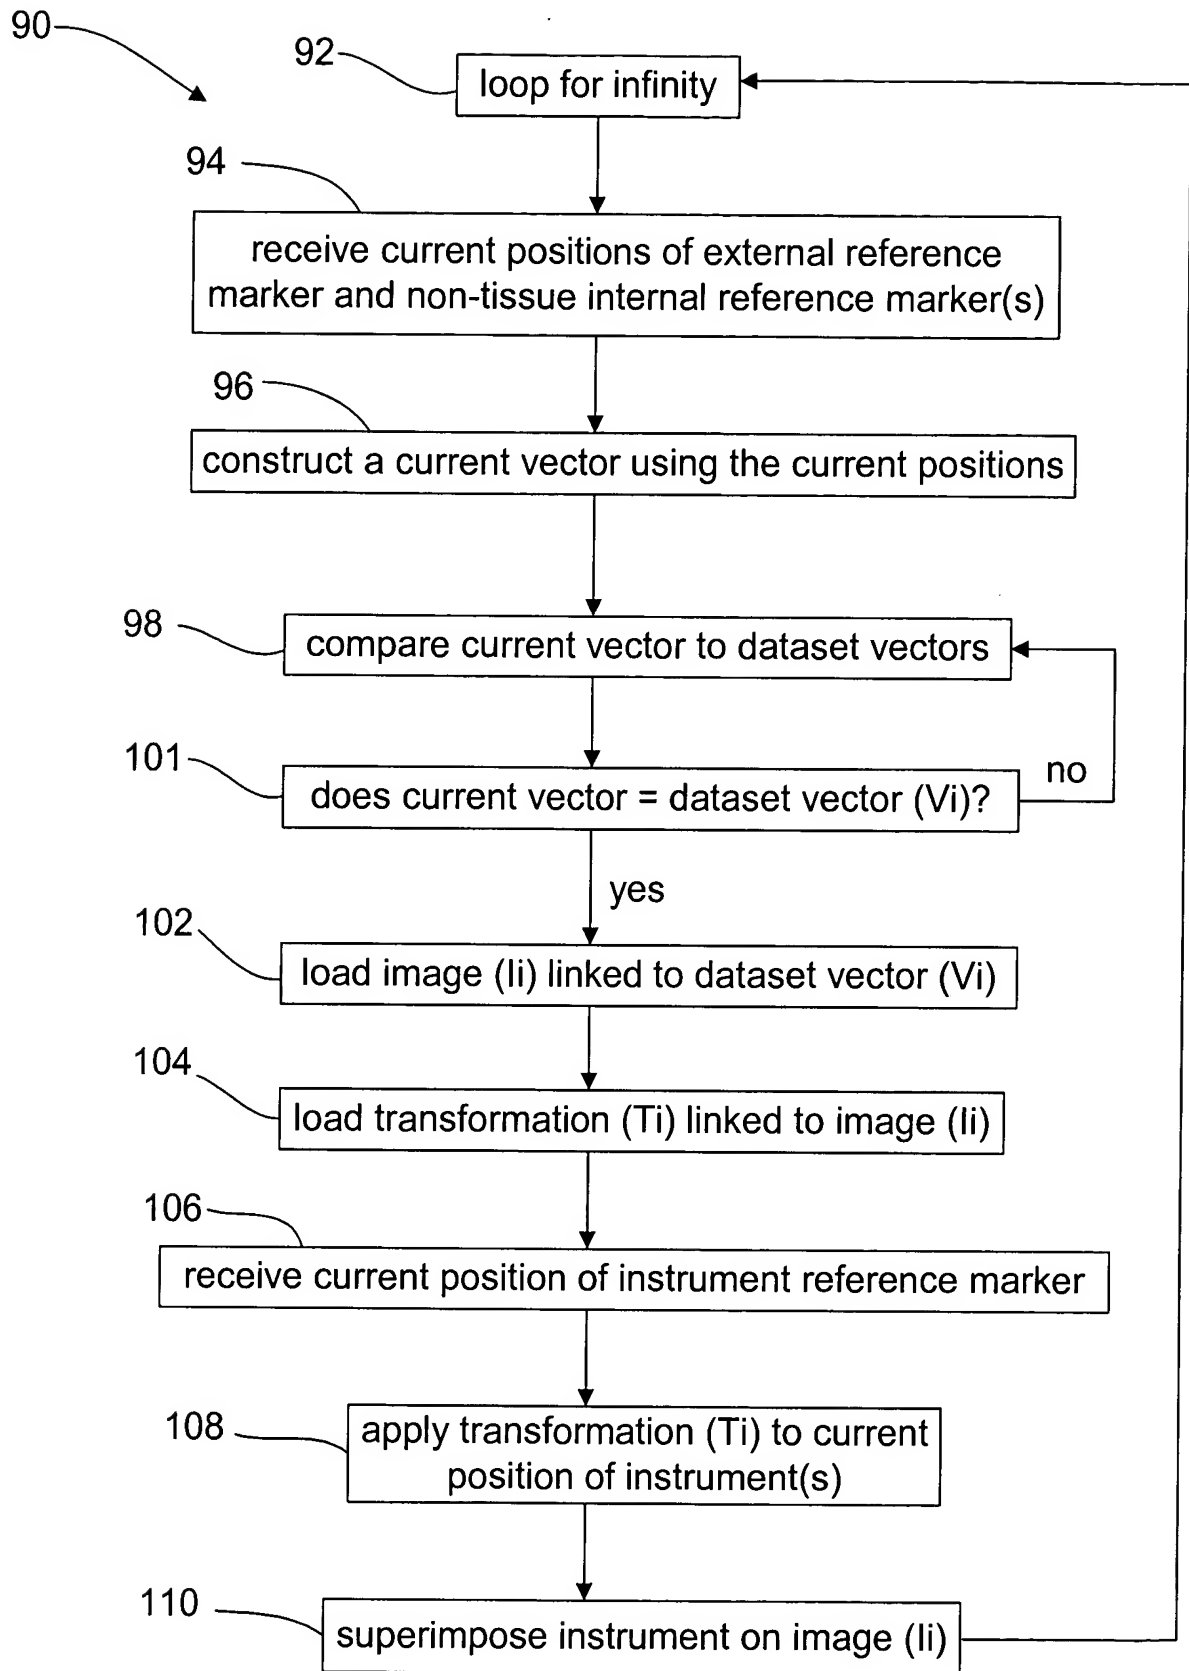 90
92
loop for infinity
94
receive current positions of external reference
marker and non-tissue internal reference marker(s)
96
construct a current vector using the current positions
98
compare current vector to dataset vectors
101
does current vector = dataset vector (Vi)?
no
yes
102
load image (Ii) linked to dataset vector (Vi)
104
load transformation (Ti) linked to image (Ii)
106
receive current position of instrument reference marker
108
apply transformation (Ti) to current
position of instrument(s)
110
superimpose instrument on image (Ii)